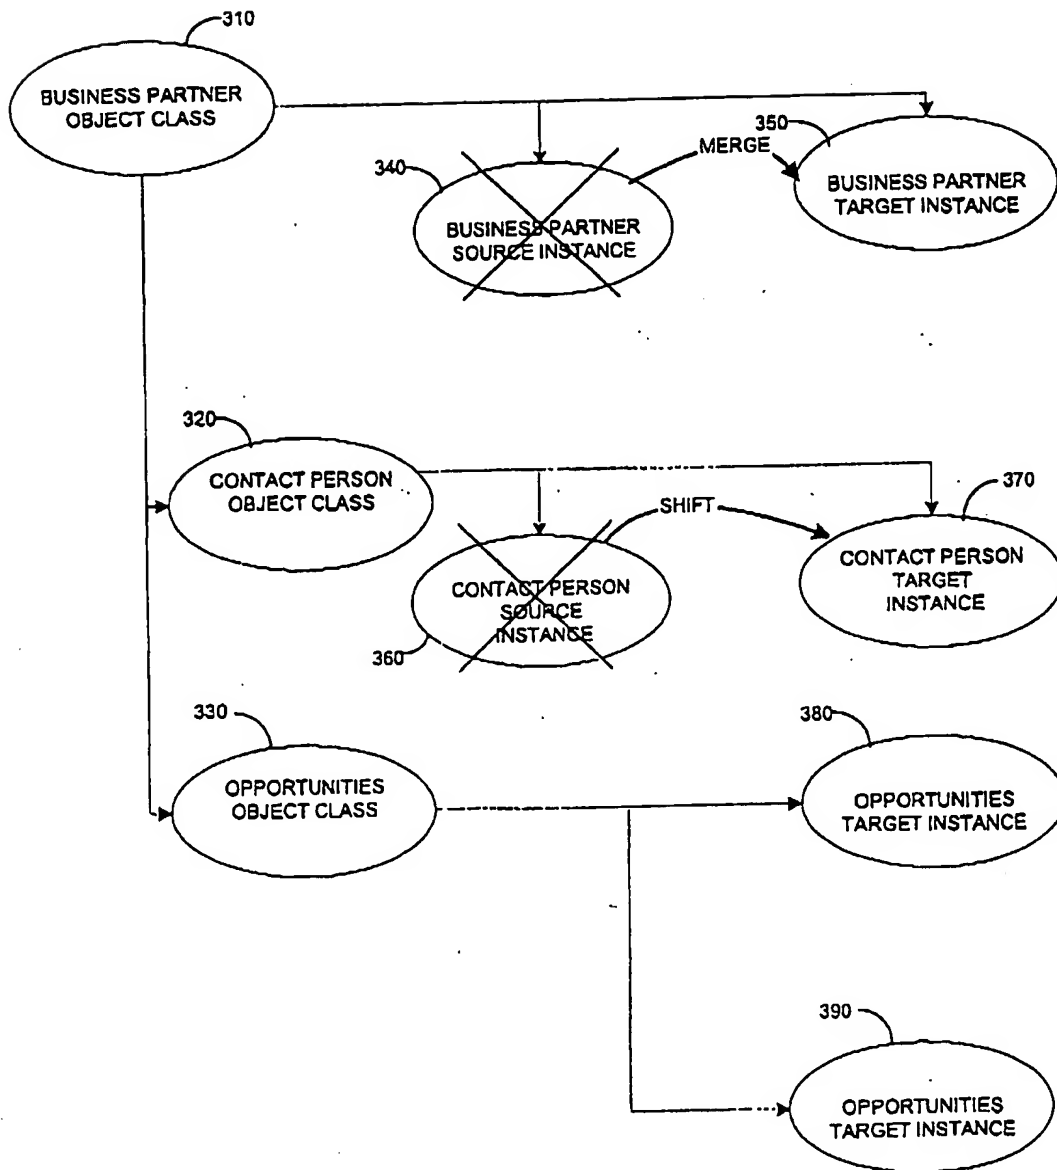 310
BUSINESS PARTNER
OBJECT CLASS
340
BUSINESS PARTNER
SOURCE INSTANCE
MERGE
350
BUSINESS PARTNER
TARGET INSTANCE
320
CONTACT PERSON
OBJECT CLASS
SHIFT
370
CONTACT PERSON
TARGET
INSTANCE
CONTACT PERSON
SOURCE
INSTANCE
360
330
OPPORTUNITIES
OBJECT CLASS
380
OPPORTUNITIES
TARGET INSTANCE
390
OPPORTUNITIES
TARGET INSTANCE